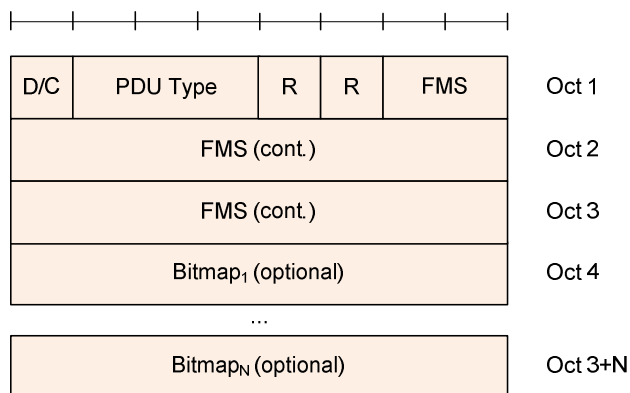 D/C PDU Type R R FMS Oct 1
FMS (cont.) Oct 2
FMS (cont.) Oct 3
Bitmap₁ (optional) Oct 4
...
Bitmap_N (optional) Oct 3+N